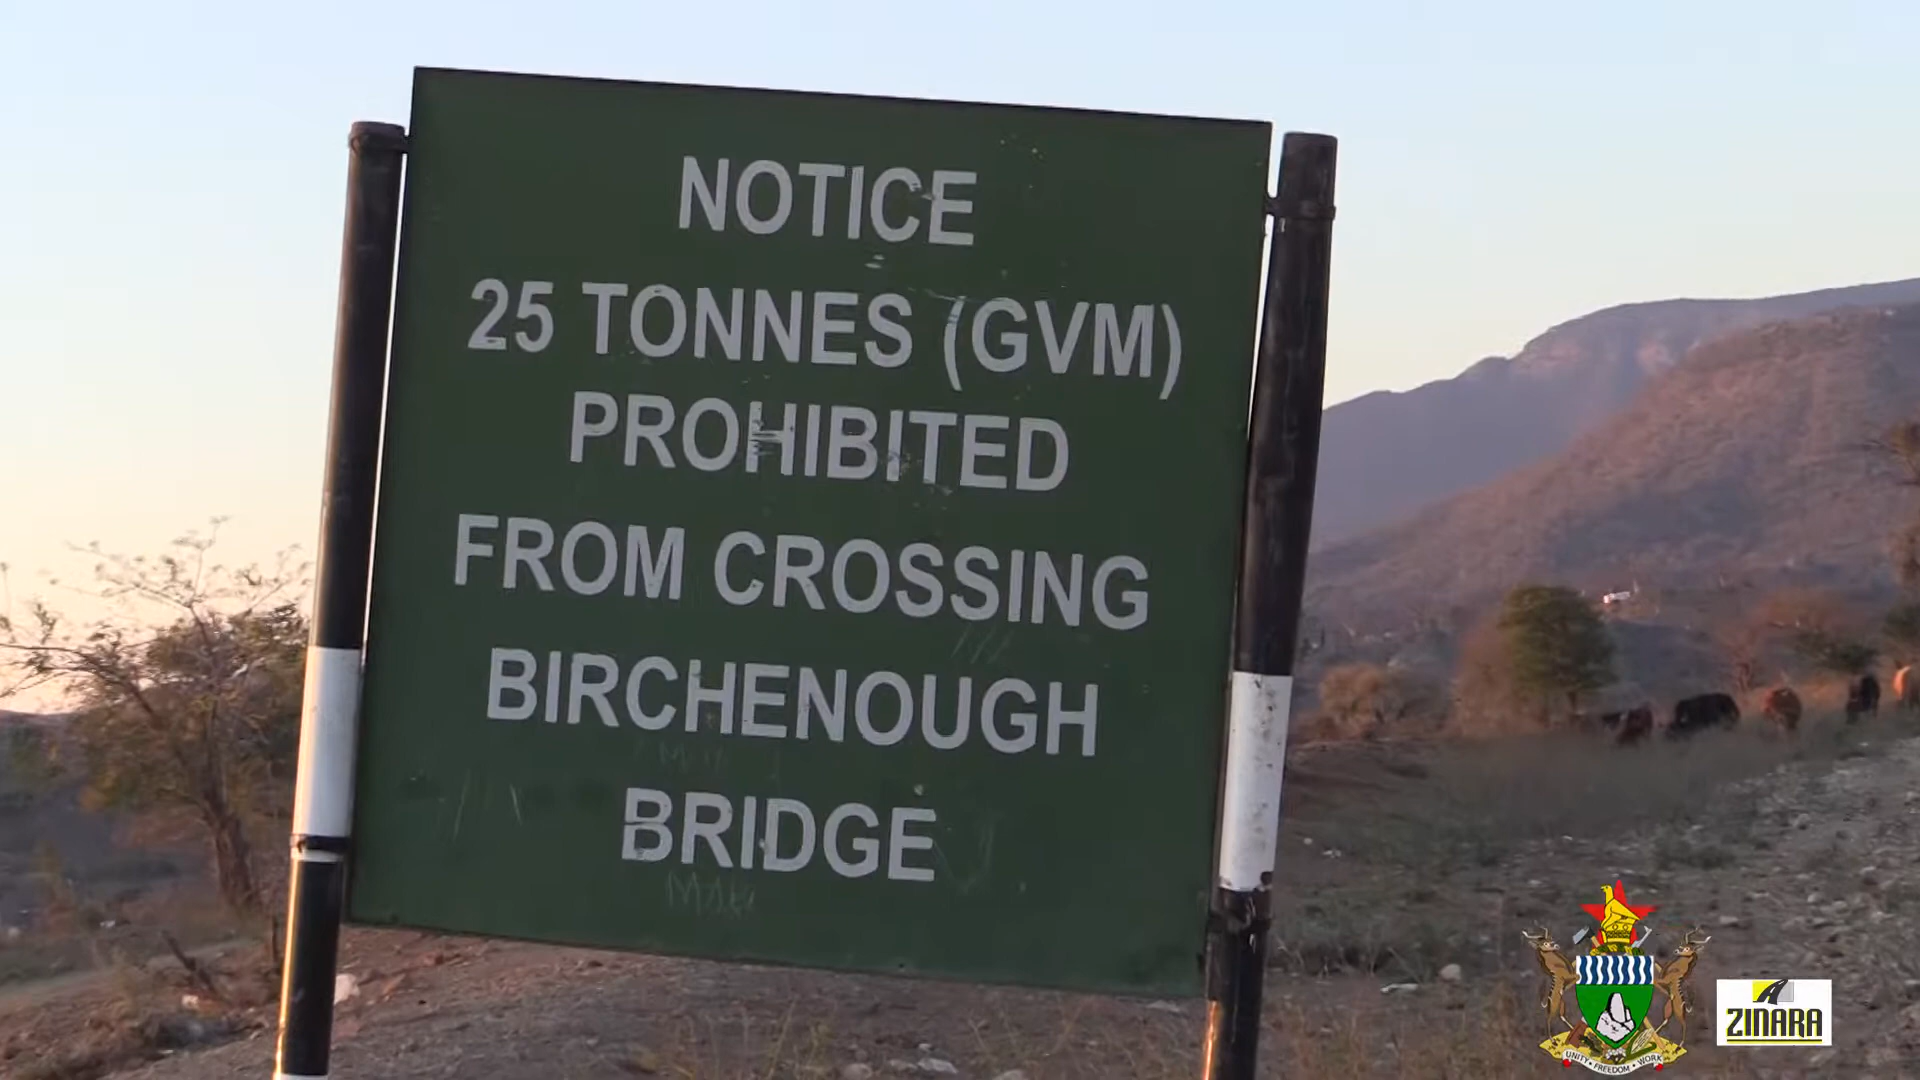 NOTICE
25 TONNES (GVM)
PROHIBITED
FROM CROSSING
BIRCHENOUGH
BRIDGE
UNITY • FREEDOM • WORK
ZINARA